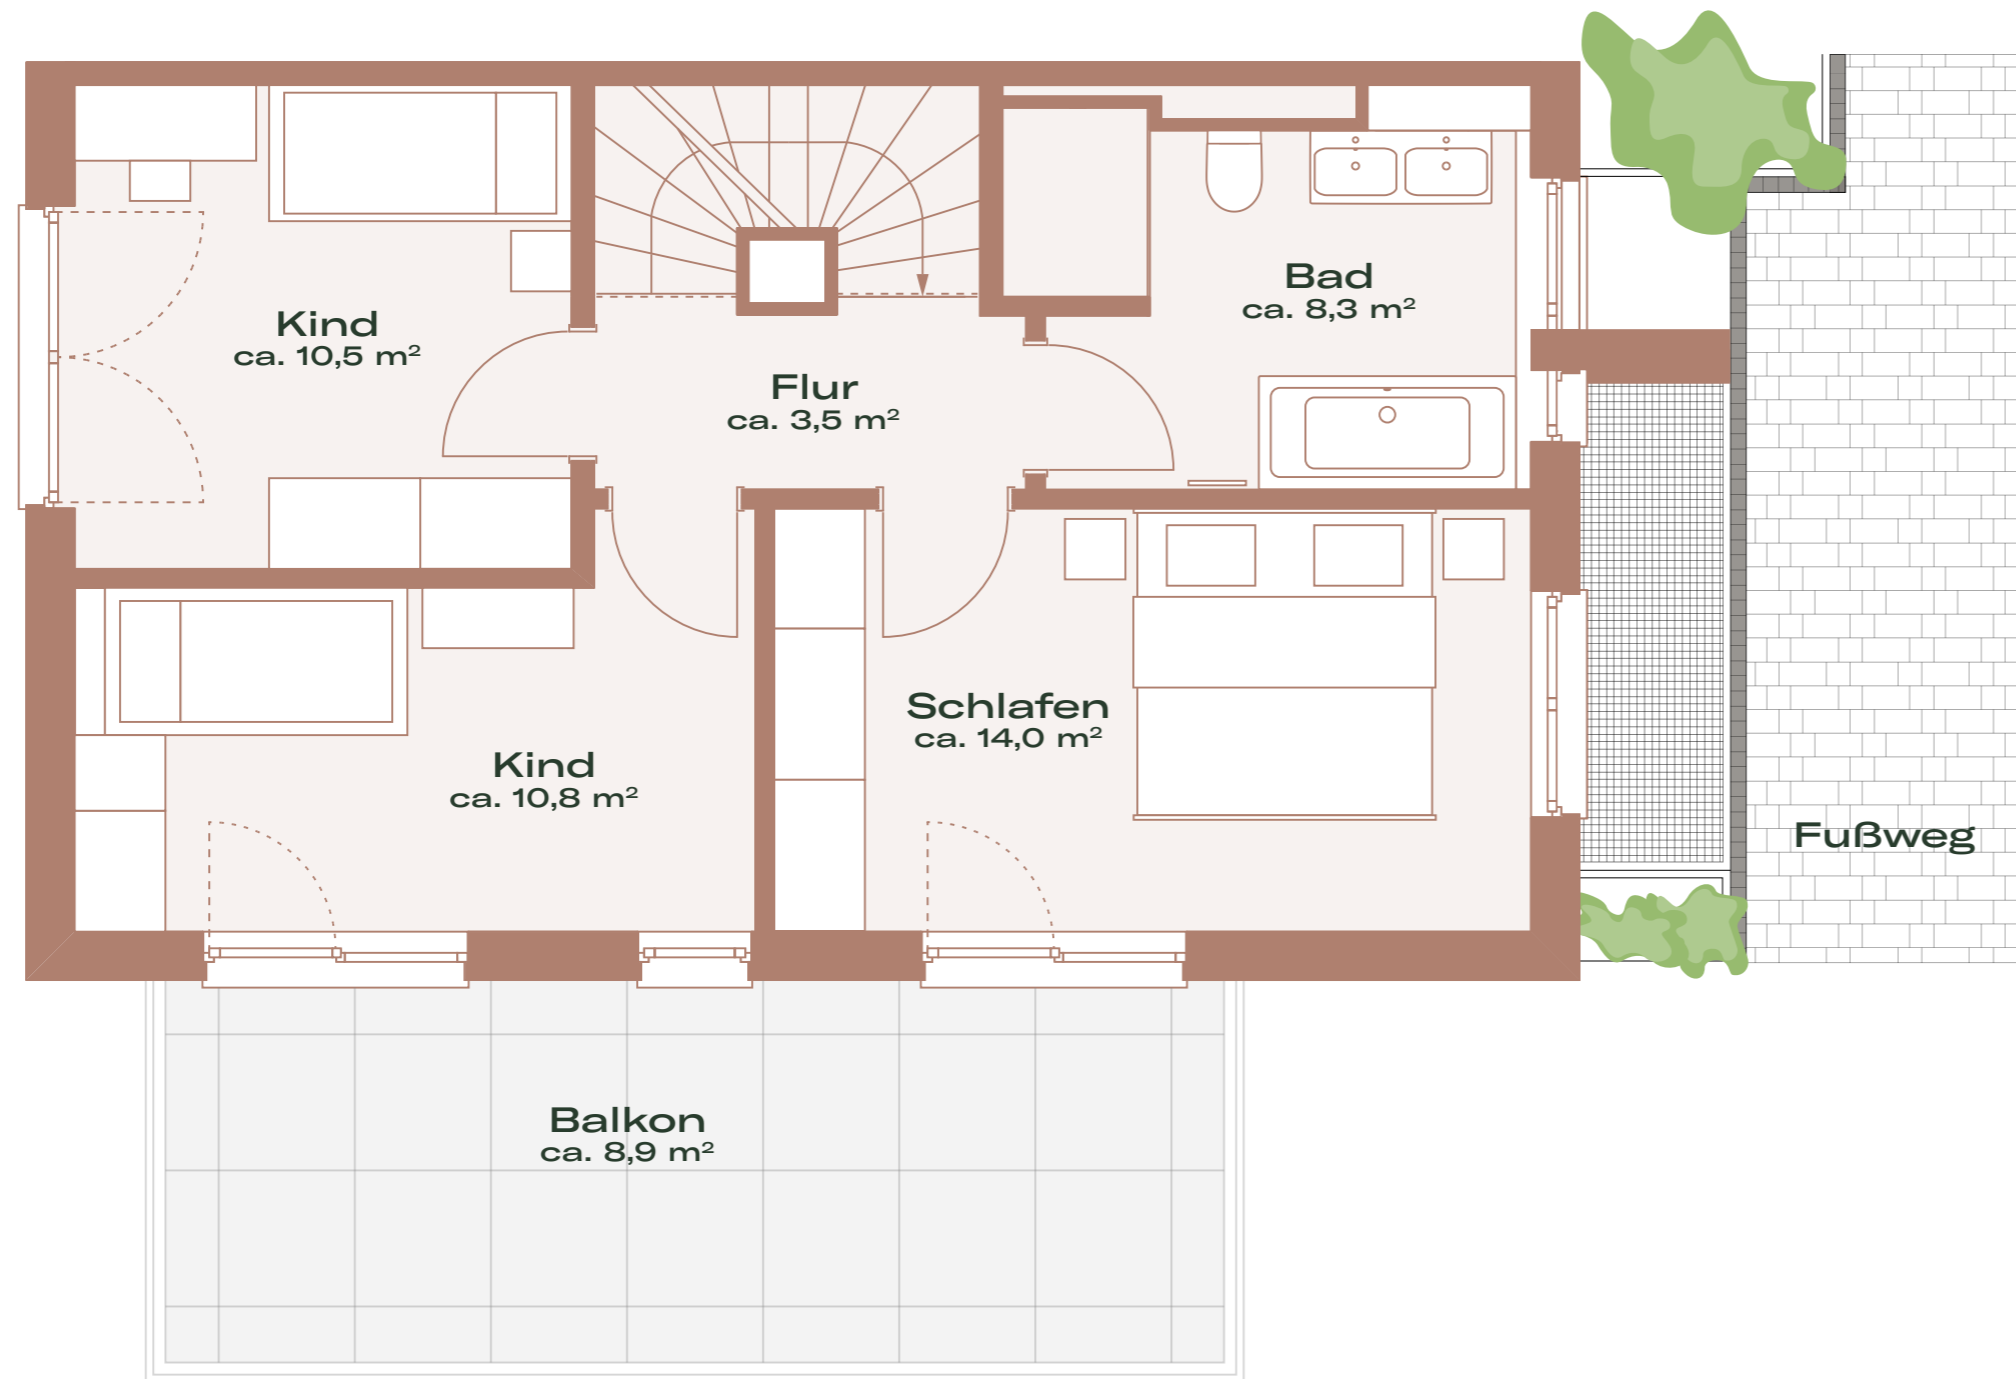 Kind
ca. 10,5 m²
Flur
ca. 3,5 m²
Bad
ca. 8,3 m²
Kind
ca. 10,8 m²
Schlafen
ca. 14,0 m²
Fußweg
Balkon
ca. 8,9 m²